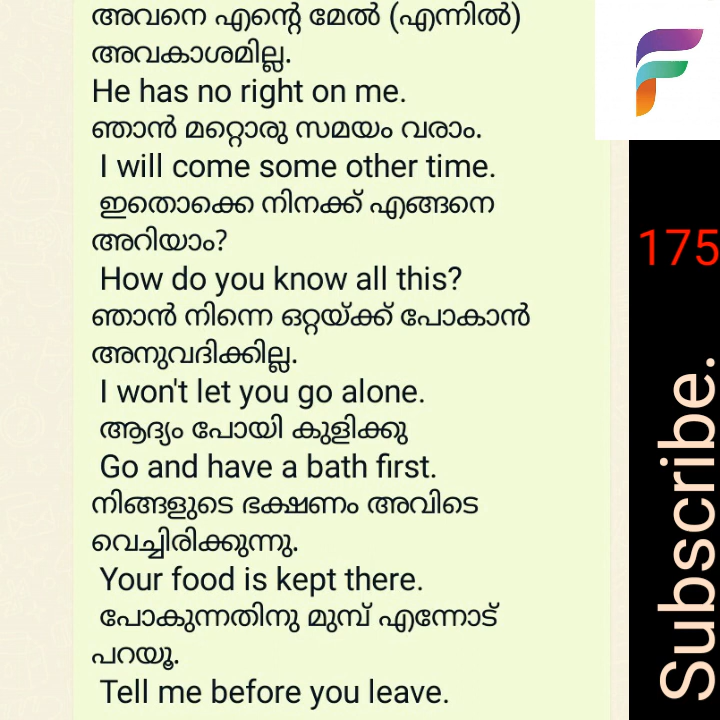 അവനെ എന്റെ മേൽ (എന്നിൽ)
അവകാശമില്ല.
He has no right on me.
ഞാൻ മറ്റൊരു സമയം വരാം.
I will come some other time.
ഇതൊക്കെ നിനക്ക് എങ്ങനെ
അറിയാം?
How do you know all this?
ഞാൻ നിന്നെ ഒറ്റയ്ക്ക് പോകാൻ
അനുവദിക്കില്ല.
I won't let you go alone.
ആദ്യം പോയി കുളിക്കു
Go and have a bath first.
നിങ്ങളുടെ ഭക്ഷണം അവിടെ
വെച്ചിരിക്കുന്നു.
Your food is kept there.
പോകുന്നതിനു മുമ്പ് എന്നോട്
പറയൂ.
Tell me before you leave.
175
Subscribe.